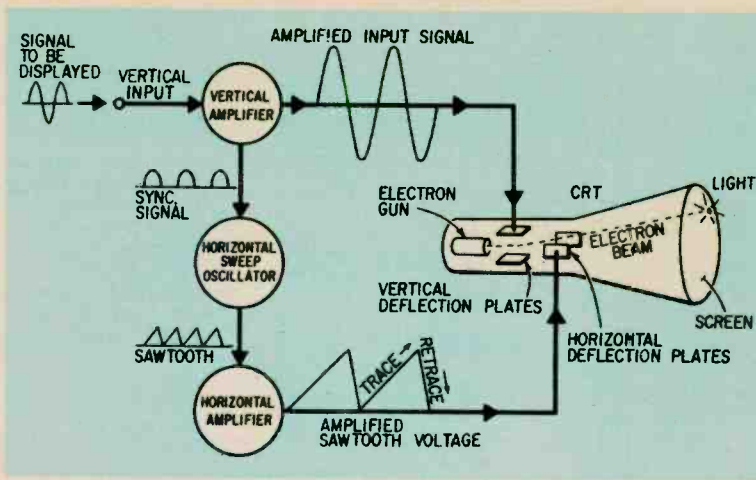 SIGNAL
TO BE
DISPLAYED
VERTICAL
INPUT
VERTICAL
AMPLIFIER
AMPLIFIED INPUT SIGNAL
SYNC.
SIGNAL
HORIZONTAL
SWEEP
OSCILLATOR
SAWTOOTH
HORIZONTAL
AMPLIFIER
TRACE
RETRACE
AMPLIFIED
SAWTOOTH VOLTAGE
ELECTRON
GUN
CRT
LIGHT
ELECTRON
BEAM
VERTICAL
DEFLECTION PLATES
HORIZONTAL
DEFLECTION PLATES
SCREEN